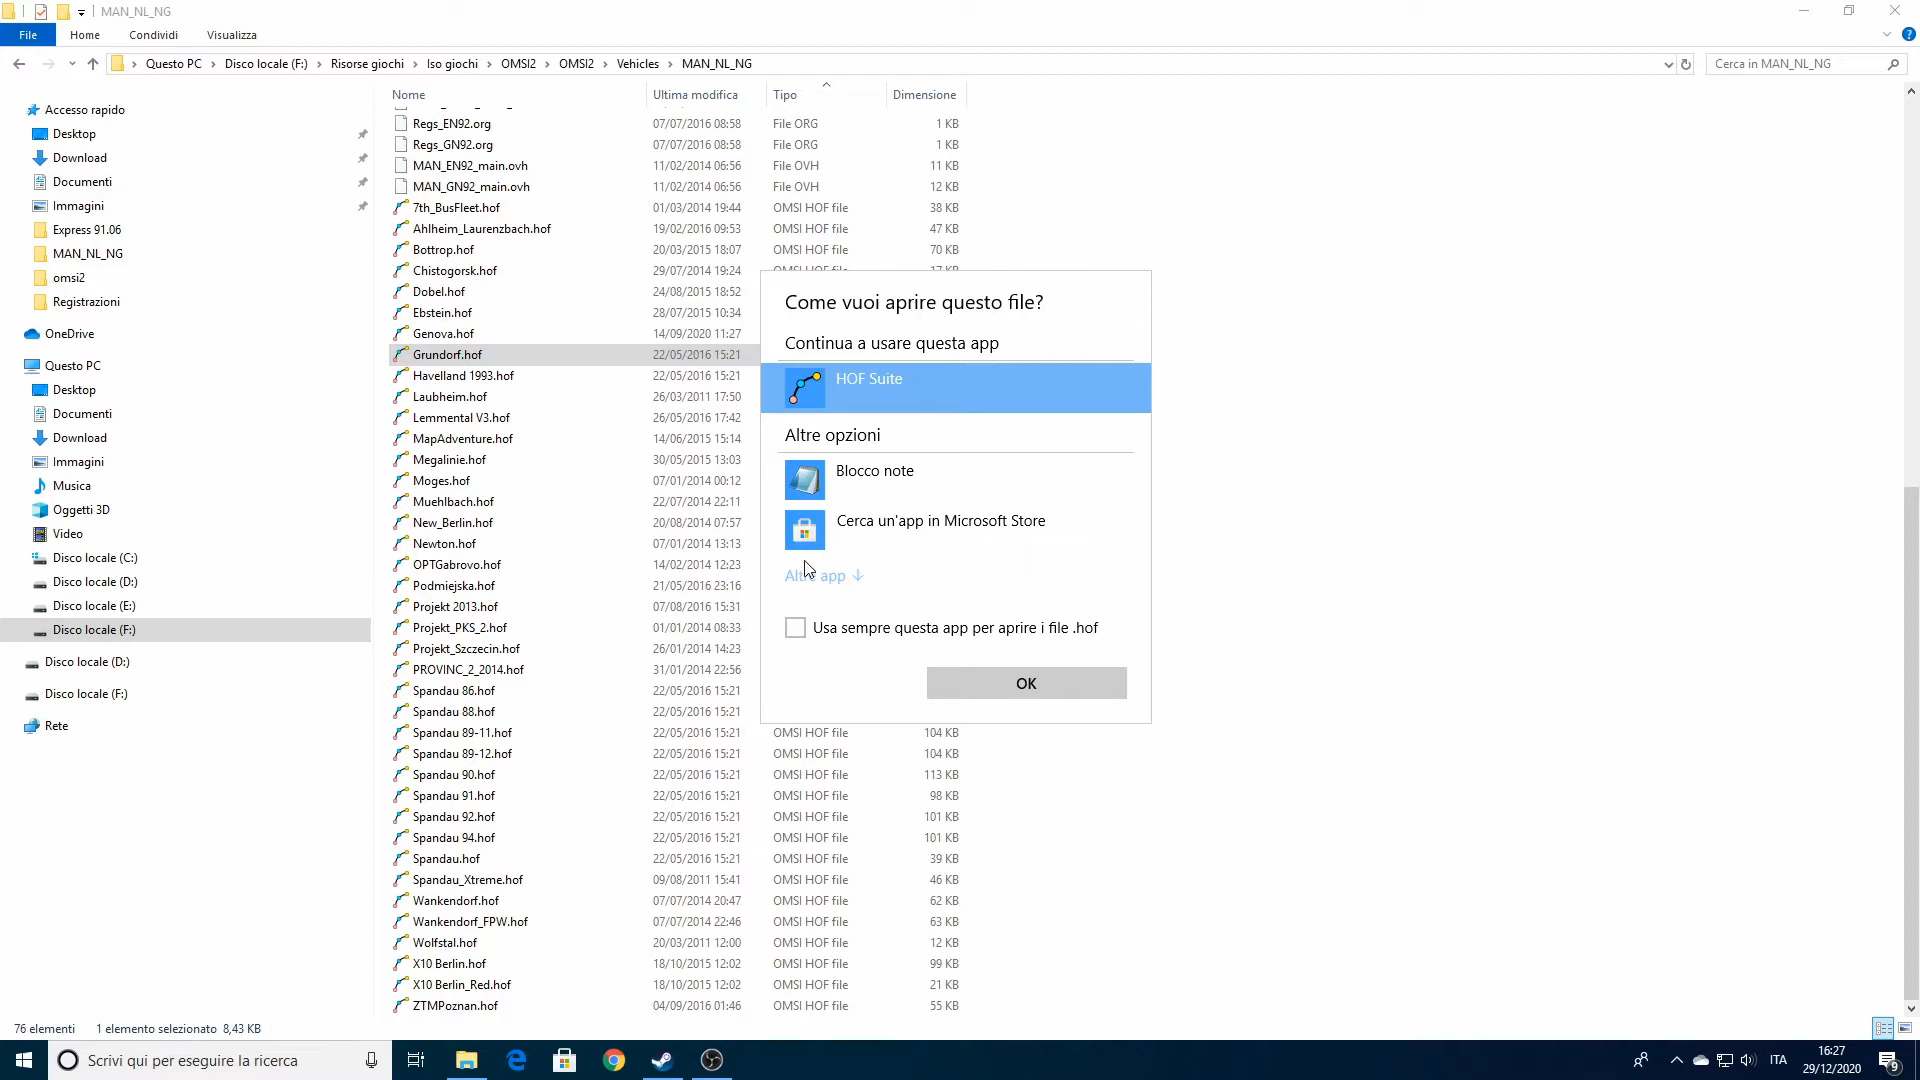 MAN_NL_NG
File Home Condividi Visualizza
Questo PC Disco locale (F:) Risorse giochi Iso giochi OMSI2 OMSI2 Vehicles MAN_NL_NG
Cerca in MAN_NL_NG
Nome Ultima modifica Tipo Dimensione
Accesso rapido
Desktop
Download
Documenti
Immagini
Express 91.06
MAN_NL_NG
omsi2
Registrazioni
OneDrive
Questo PC
Desktop
Documenti
Download
Immagini
Musica
Oggetti 3D
Video
Disco locale (C:)
Disco locale (D:)
Disco locale (E:)
Disco locale (F:)
Disco locale (D:)
Disco locale (F:)
Rete
Regs_EN92.org 07/07/2016 08:58 File ORG 1 KB
Regs_GN92.org 07/07/2016 08:58 File ORG 1 KB
MAN_EN92_main.ovh 11/02/2014 06:56 File OVH 11 KB
MAN_GN92_main.ovh 11/02/2014 06:56 File OVH 12 KB
7th_BusFleet.hof 01/03/2014 19:44 OMSI HOF file 38 KB
Ahlheim_Laurenzbach.hof 19/02/2016 09:53 OMSI HOF file 47 KB
Bottrop.hof 20/03/2015 18:07 OMSI HOF file 70 KB
Chistogorsk.hof 29/07/2014 19:24 OMSI HOF file 17 KB
Dobel.hof 24/08/2015 18:52
Ebstein.hof 28/07/2015 10:34
Genova.hof 14/09/2020 11:27
Grundorf.hof 22/05/2016 15:21
Havelland 1993.hof 22/05/2016 15:21
Laubheim.hof 26/03/2011 17:50
Lemmental V3.hof 26/05/2016 17:42
MapAdventure.hof 14/06/2015 15:14
Megalinie.hof 30/05/2015 13:03
Moges.hof 07/01/2014 00:12
Muehlbach.hof 22/07/2014 22:11
New_Berlin.hof 20/08/2014 07:57
Newton.hof 07/01/2014 13:13
OPTGabrovo.hof 14/02/2014 12:23
Podmiejska.hof 21/05/2016 23:16
Projekt 2013.hof 07/08/2016 15:31
Projekt_PKS_2.hof 01/01/2014 08:33
Projekt_Szczecin.hof 26/01/2014 14:23
PROVINC_2_2014.hof 31/01/2014 22:56
Spandau 86.hof 22/05/2016 15:21
Spandau 88.hof 22/05/2016 15:21
Spandau 89-11.hof 22/05/2016 15:21 OMSI HOF file 104 KB
Spandau 89-12.hof 22/05/2016 15:21 OMSI HOF file 104 KB
Spandau 90.hof 22/05/2016 15:21 OMSI HOF file 113 KB
Spandau 91.hof 22/05/2016 15:21 OMSI HOF file 98 KB
Spandau 92.hof 22/05/2016 15:21 OMSI HOF file 101 KB
Spandau 94.hof 22/05/2016 15:21 OMSI HOF file 101 KB
Spandau.hof 22/05/2016 15:21 OMSI HOF file 39 KB
Spandau_Xtreme.hof 09/08/2011 15:41 OMSI HOF file 46 KB
Wankendorf.hof 07/07/2014 20:47 OMSI HOF file 62 KB
Wankendorf_FPW.hof 07/07/2014 22:46 OMSI HOF file 63 KB
Wolfstal.hof 20/03/2011 12:00 OMSI HOF file 12 KB
X10 Berlin.hof 18/10/2015 12:02 OMSI HOF file 99 KB
X10 Berlin_Red.hof 18/10/2015 12:02 OMSI HOF file 21 KB
ZTMPoznan.hof 04/09/2016 01:46 OMSI HOF file 55 KB
Come vuoi aprire questo file?
Continua a usare questa app
HOF Suite
Altre opzioni
Blocco note
Cerca un'app in Microsoft Store
Altre app
Usa sempre questa app per aprire i file .hof
OK
76 elementi 1 elemento selezionato 8,43 KB
Scrivi qui per eseguire la ricerca
ITA
16:27
29/12/2020
9